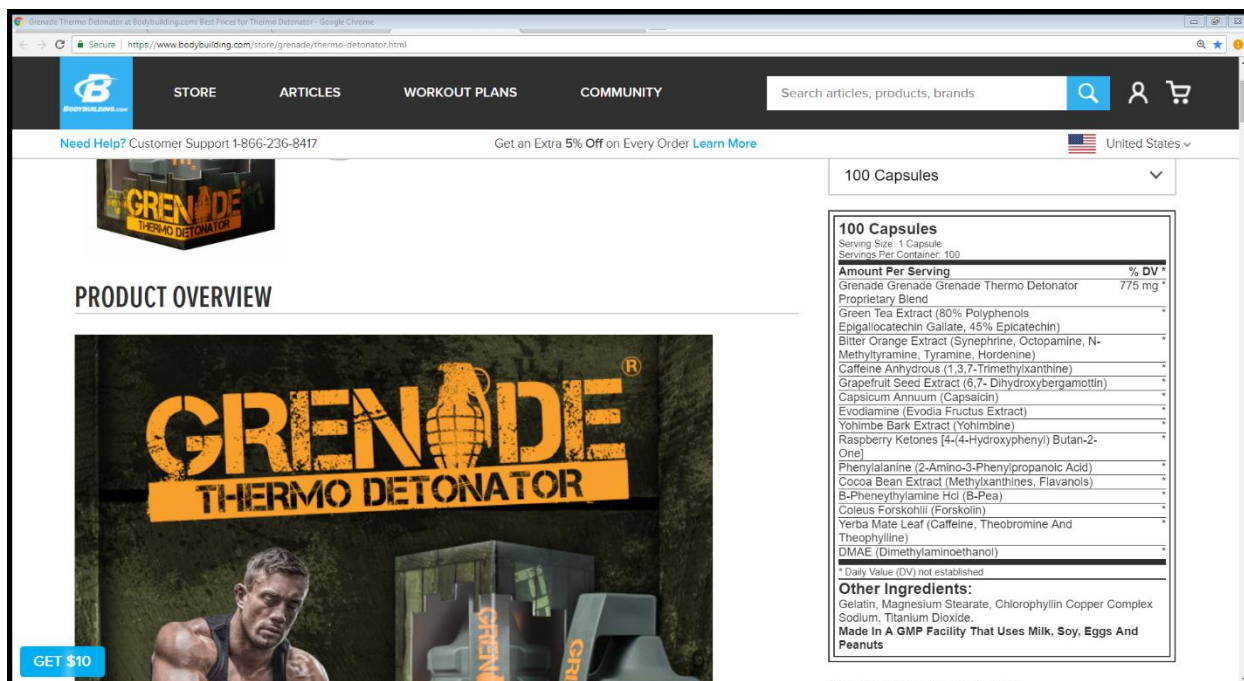 Grenade Thermo Detonator at Bodybuilding.com: Best Prices for Thermo Detonator - Google Chrome
Secure | https://www.bodybuilding.com/store/grenade/thermo-detonator.html
B
BODYBUILDING.com
STORE
ARTICLES
WORKOUT PLANS
COMMUNITY
Search articles, products, brands
Need Help? Customer Support 1-866-236-8417
Get an Extra 5% Off on Every Order Learn More
United States
GRENADE
THERMO DETONATOR
PRODUCT OVERVIEW
GRENADE®
THERMO DETONATOR
GREN
GR
GET $10
100 Capsules
100 Capsules
Serving Size: 1 Capsule
Servings Per Container: 100
Amount Per Serving % DV *
Grenade Grenade Grenade Thermo Detonator 775 mg *
Proprietary Blend
Green Tea Extract (80% Polyphenols *
Epigallocatechin Gallate, 45% Epicatechin)
Bitter Orange Extract (Synephrine, Octopamine, N- *
Methyltyramine, Tyramine, Hordenine)
Caffeine Anhydrous (1,3,7-Trimethylxanthine) *
Grapefruit Seed Extract (6,7- Dihydroxybergamottin) *
Capsicum Annuum (Capsaicin) *
Evodiamine (Evodia Fructus Extract) *
Yohimbe Bark Extract (Yohimbine) *
Raspberry Ketones [4-(4-Hydroxyphenyl) Butan-2- *
One]
Phenylalanine (2-Amino-3-Phenylpropanoic Acid) *
Cocoa Bean Extract (Methylxanthines, Flavanols) *
B-Pheneythylamine Hcl (B-Pea) *
Coleus Forskohlii (Forskolin) *
Yerba Mate Leaf (Caffeine, Theobromine And *
Theophylline)
DMAE (Dimethylaminoethanol) *
* Daily Value (DV) not established
Other Ingredients:
Gelatin, Magnesium Stearate, Chlorophyllin Copper Complex
Sodium, Titanium Dioxide.
Made In A GMP Facility That Uses Milk, Soy, Eggs And
Peanuts